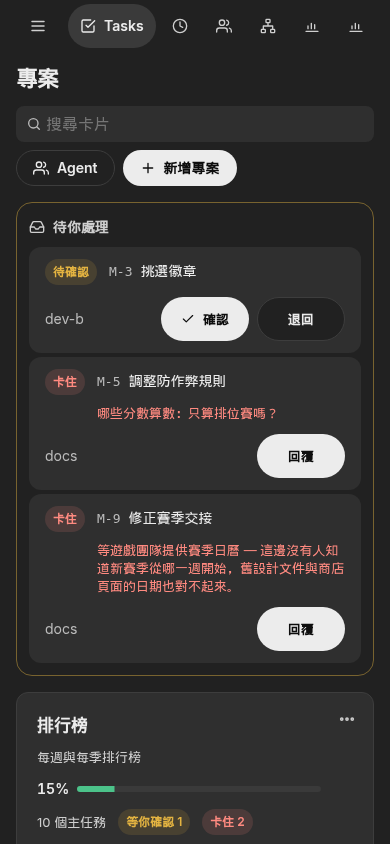 Tasks
專案
搜尋卡片
Agent
新增專案
待你處理
待確認 M-3 挑選徽章
dev-b 確認 退回
卡住 M-5 調整防作弊規則
哪些分數算數：只算排位賽嗎？
docs 回覆
卡住 M-9 修正賽季交接
等遊戲團隊提供賽季日曆 — 這邊沒有人知
道新賽季從哪一週開始，舊設計文件與商店
頁面的日期也對不起來。
docs 回覆
排行榜
每週與每季排行榜
15%
10 個主任務 等你確認 1 卡住 2